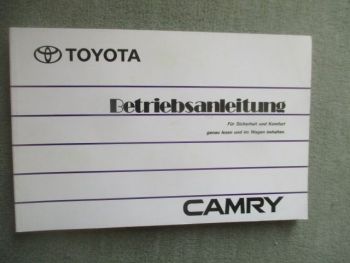 TOYOTA
Betriebsanleitung
Für Sicherheit und Komfort
genau lesen und im Wagen behalten
CAMRY